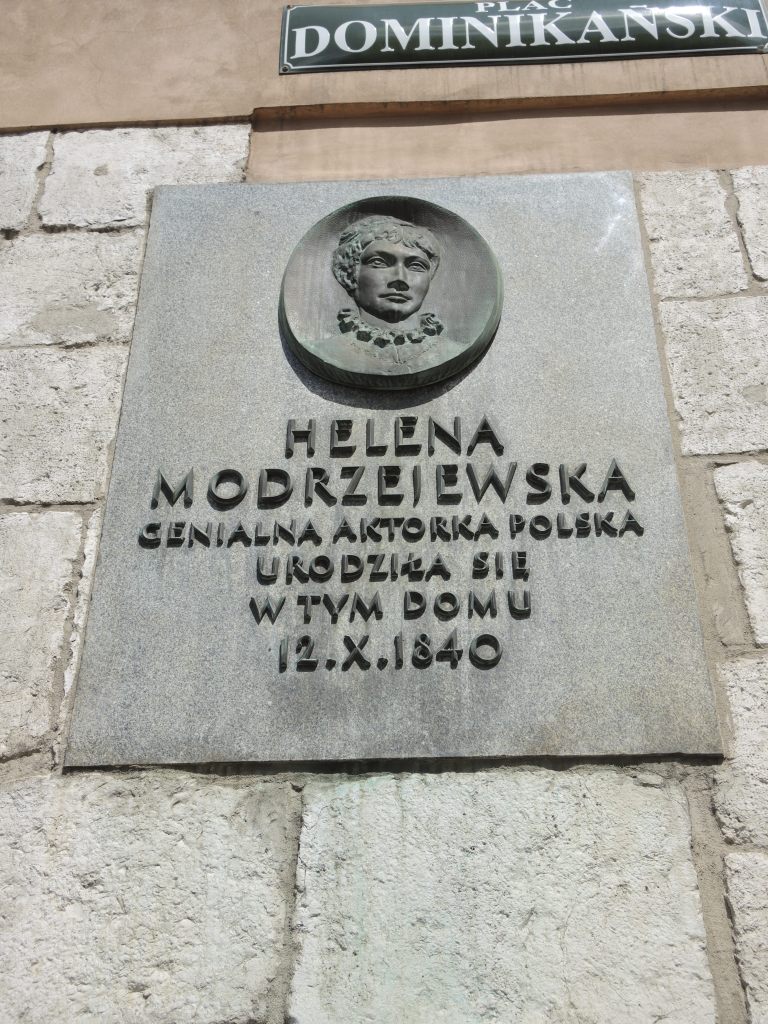 PLAC
DOMINIKAŃSKI
HELENA
MODRZEJEWSKA
GENIALNA AKTORKA POLSKA
URODZIŁA SIĘ
W TYM DOMU
12.X.1840